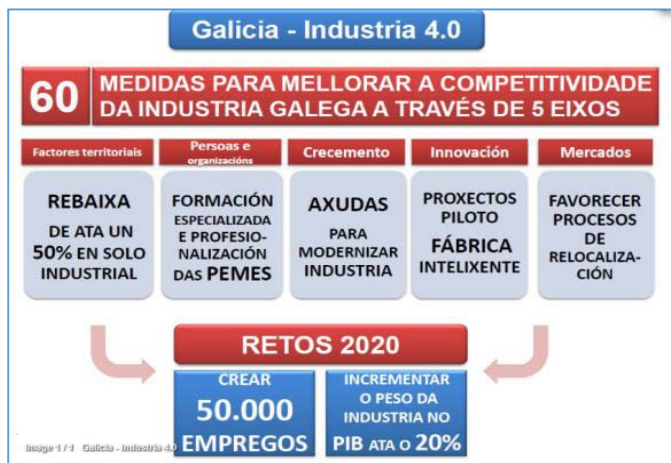 Galicia - Industria 4.0
60
MEDIDAS PARA MELLORAR A COMPETITIVIDADE
DA INDUSTRIA GALEGA A TRAVÉS DE 5 EIXOS
Factores territoriais
REBAIXA
DE ATA UN
50% EN SOLO
INDUSTRIAL
Persoas e
organizacións
FORMACIÓN
ESPECIALIZADA
E PROFESIO-
NALIZACIÓN
DAS PEMES
Crecemento
AXUDAS
PARA
MODERNIZAR
INDUSTRIA
Innovación
PROXECTOS
PILOTO
FÁBRICA
INTELIXENTE
Mercados
FAVORECER
PROCESOS
DE
RELOCALIZA-
CIÓN
RETOS 2020
CREAR
50.000
EMPREGOS
INCREMENTAR
O PESO DA
INDUSTRIA NO
PIB ATA O 20%
Image 1 / 1 Galicia - Industria 4.0